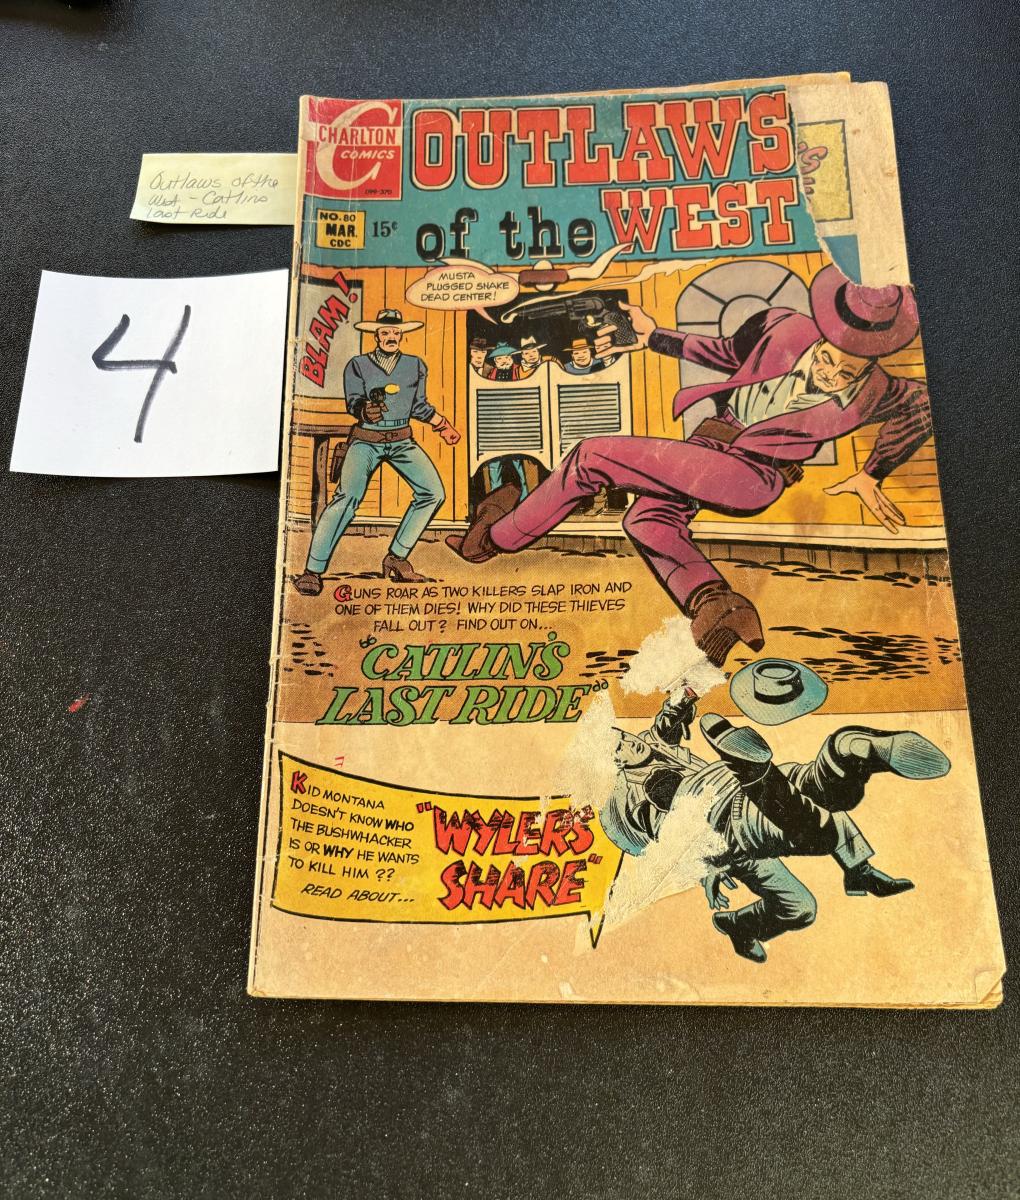 CHARLTON
COMICS
099-370
OUTLAWS
of the WEST
NO. 80
MAR.
CDC
15¢
'S!!
Outlaws of the
West - Catlins
last Ride
4
BLAM!
MUSTA
PLUGGED SNAKE
DEAD CENTER!
GUNS ROAR AS TWO KILLERS SLAP IRON AND
ONE OF THEM DIES! WHY DID THESE THIEVES
FALL OUT? FIND OUT ON...
"CATLIN'S
LAST RIDE"
KID MONTANA
DOESN'T KNOW WHO
THE BUSHWHACKER
IS OR WHY HE WANTS
TO KILL HIM ??
READ ABOUT...
"WYLER'S
SHARE"